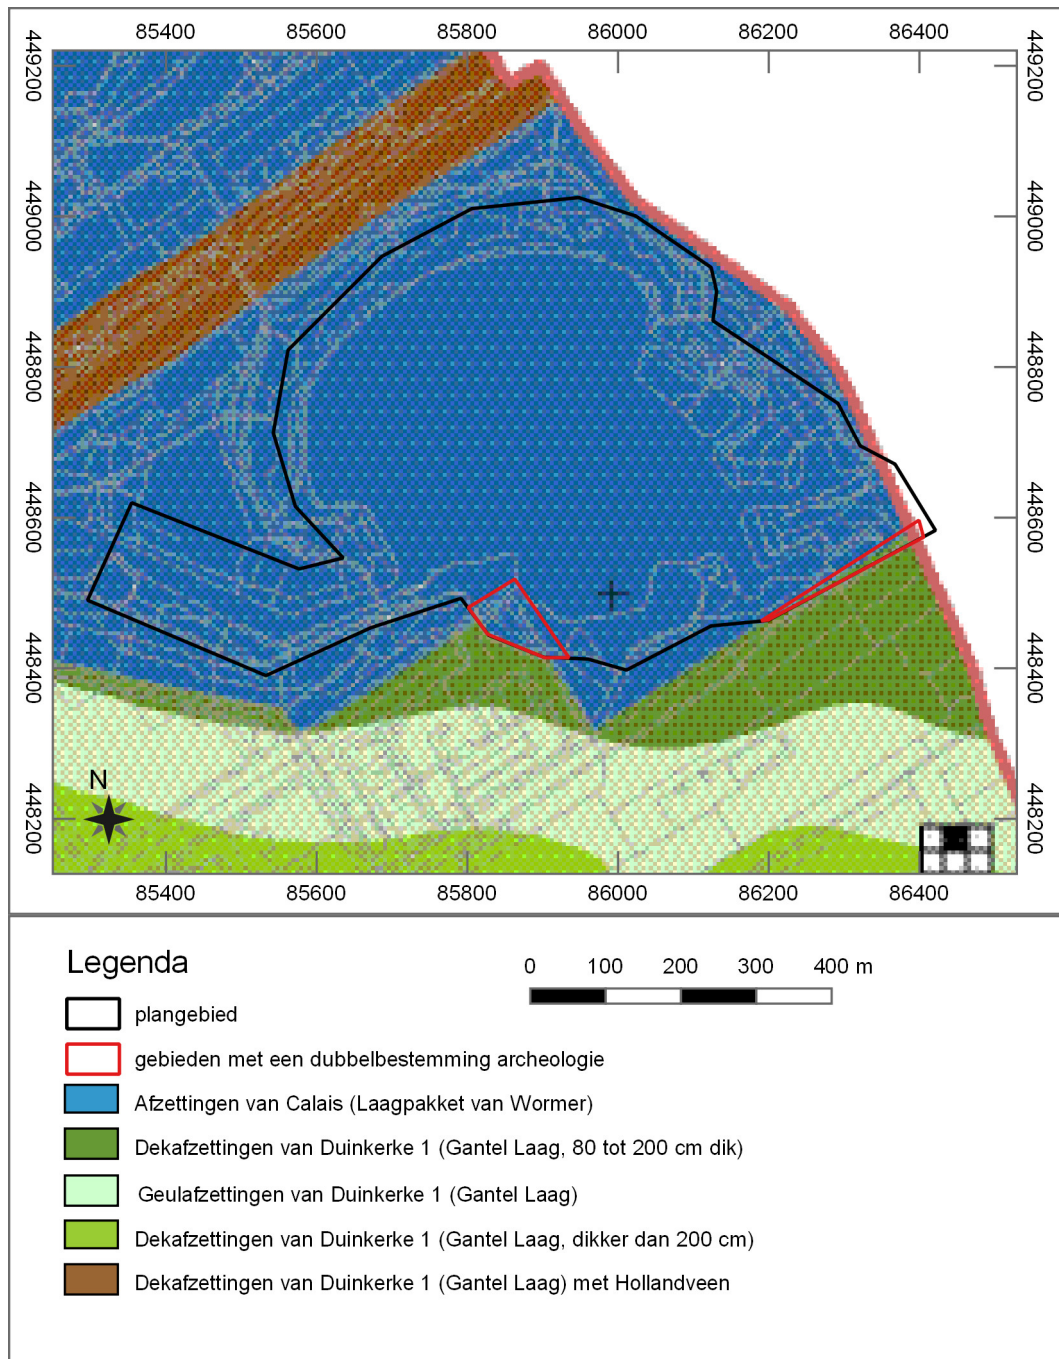 85400 85600 85800 86000 86200 86400
449200
449000
448800
448600
448400
448200
449200
449000
448800
448600
448400
448200
N
85400 85600 85800 86000 86200 86400
Legenda
0 100 200 300 400 m
plangebied
gebieden met een dubbelbestemming archeologie
Afzettingen van Calais (Laagpakket van Wormer)
Dekafzettingen van Duinkerke 1 (Gantel Laag, 80 tot 200 cm dik)
Geulafzettingen van Duinkerke 1 (Gantel Laag)
Dekafzettingen van Duinkerke 1 (Gantel Laag, dikker dan 200 cm)
Dekafzettingen van Duinkerke 1 (Gantel Laag) met Hollandveen